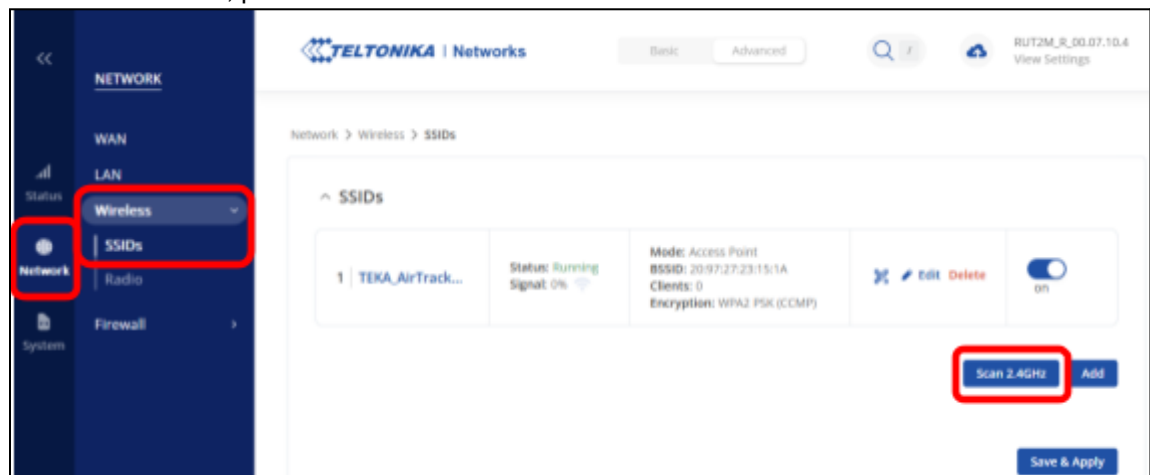 «
NETWORK
WAN
LAN
Wireless
SSIDs
Radio
Firewall
Status
Network
System
TELTONIKA | Networks
Basic
Advanced
RUT2M_R_00.07.10.4
View Settings
Network > Wireless > SSIDs
SSIDs
1 TEKA_AirTrack...
Status: Running
Signal: 0%
Mode: Access Point
BSSID: 20:97:27:23:15:1A
Clients: 0
Encryption: WPA2 PSK (CCMP)
Edit Delete
on
Scan 2.4GHz
Add
Save & Apply